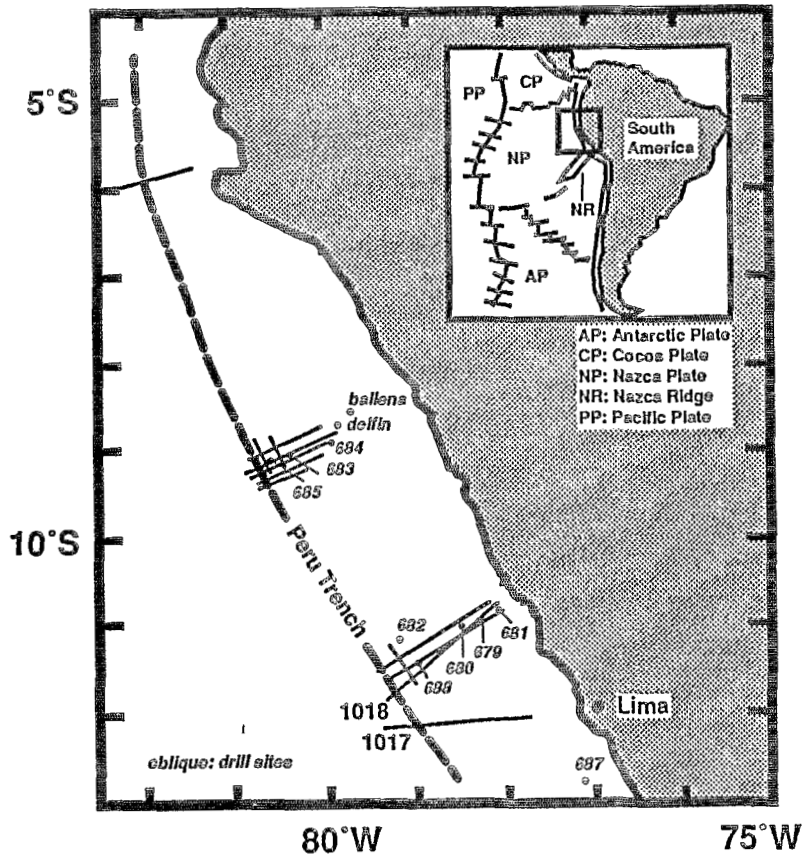 5°S
10°S
80°W
75°W
PP
CP
NP
South
America
NR
AP
AP: Antarctic Plate
CP: Cocos Plate
NP: Nazca Plate
NR: Nazca Ridge
PP: Pacific Plate
ballena
delfin
684
683
685
Peru Trench
682
681
679
680
688
1018
1017
Lima
687
oblique: drill sites